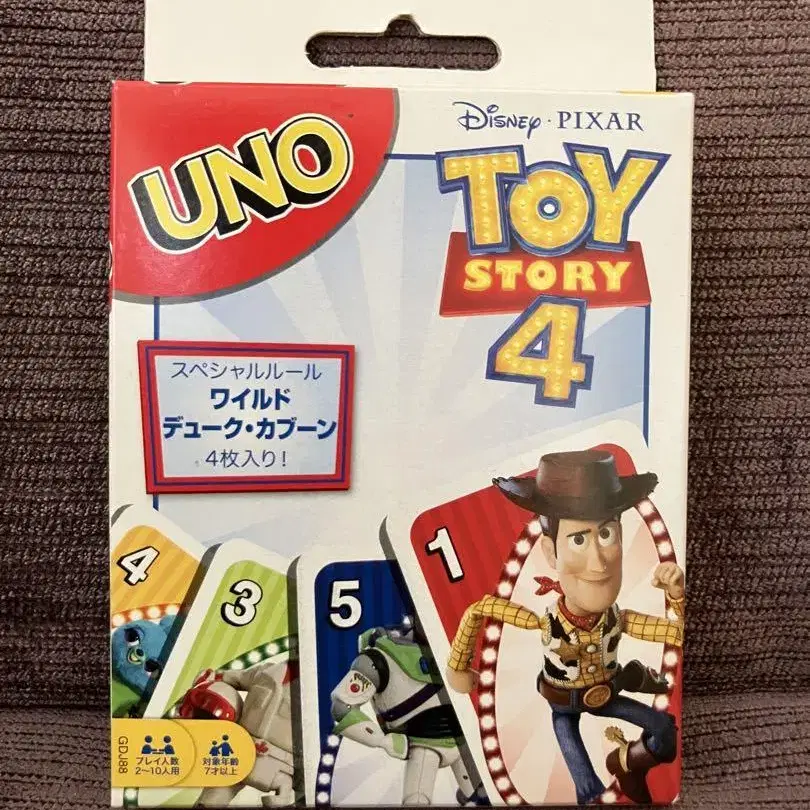 UNO
Disney · PIXAR
TOY
STORY
4
スペシャルルール
ワイルド
デューク・カブーン
4枚入り!
4
3
5
1
GDJ88
プレイ人数
2～10人用
対象年齢
7才以上